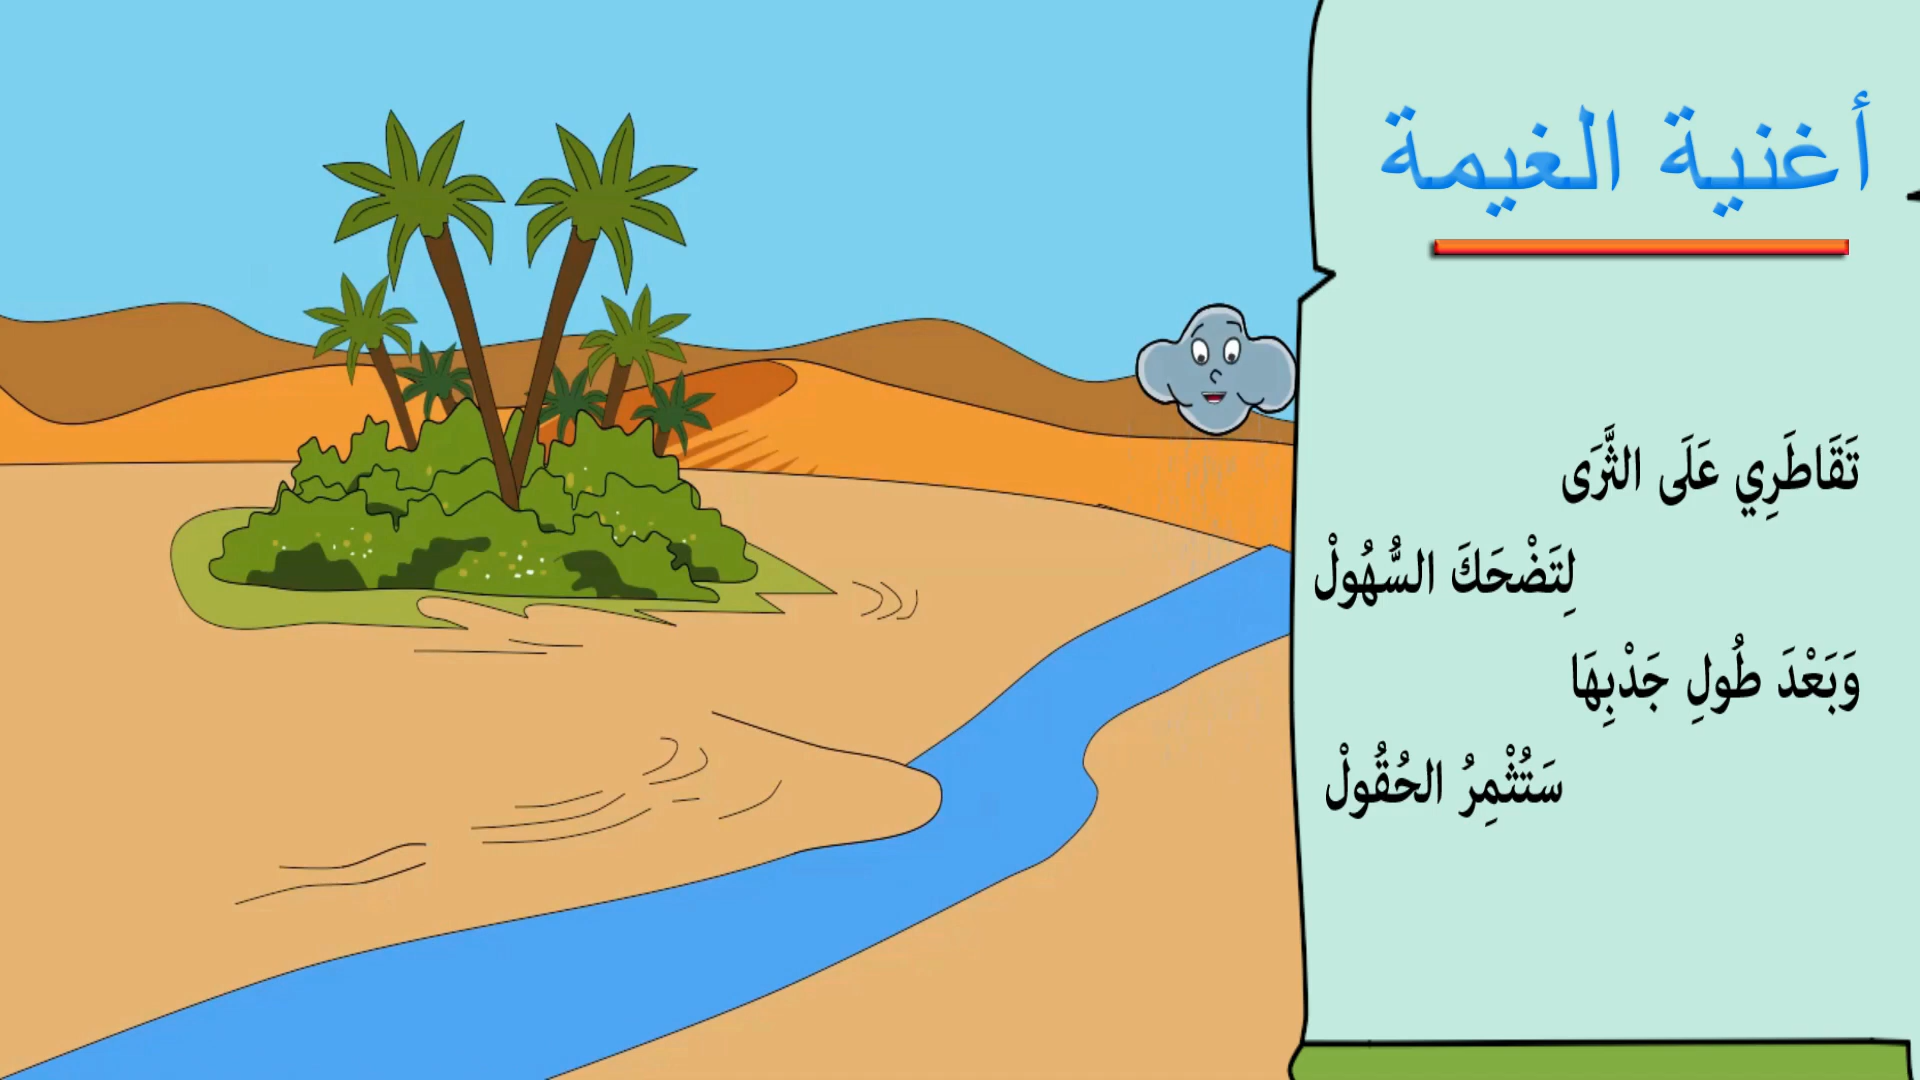 أغنية الغيمة
تَقَاطَرِي عَلَى الثَّرَى
لِتَضْحَكَ السُّهُولْ
وَبَعْدَ طُولِ جَدْبِهَا
سَتُثْمِرُ الحُقُولْ